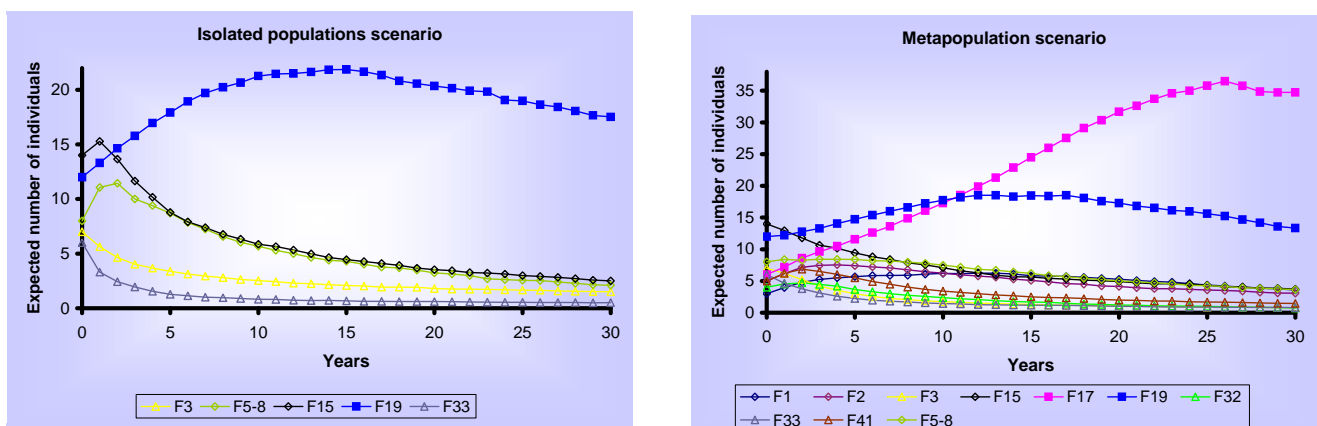 Isolated populations scenario
Expected number of individuals
20
15
10
5
0
0 5 10 15 20 25 30
Years
F3 F5-8 F15 F19 F33
Metapopulation scenario
Expected number of individuals
35
30
25
20
15
10
5
0
0 5 10 15 20 25 30
Years
F1 F2 F3 F15 F17 F19 F32
F33 F41 F5-8